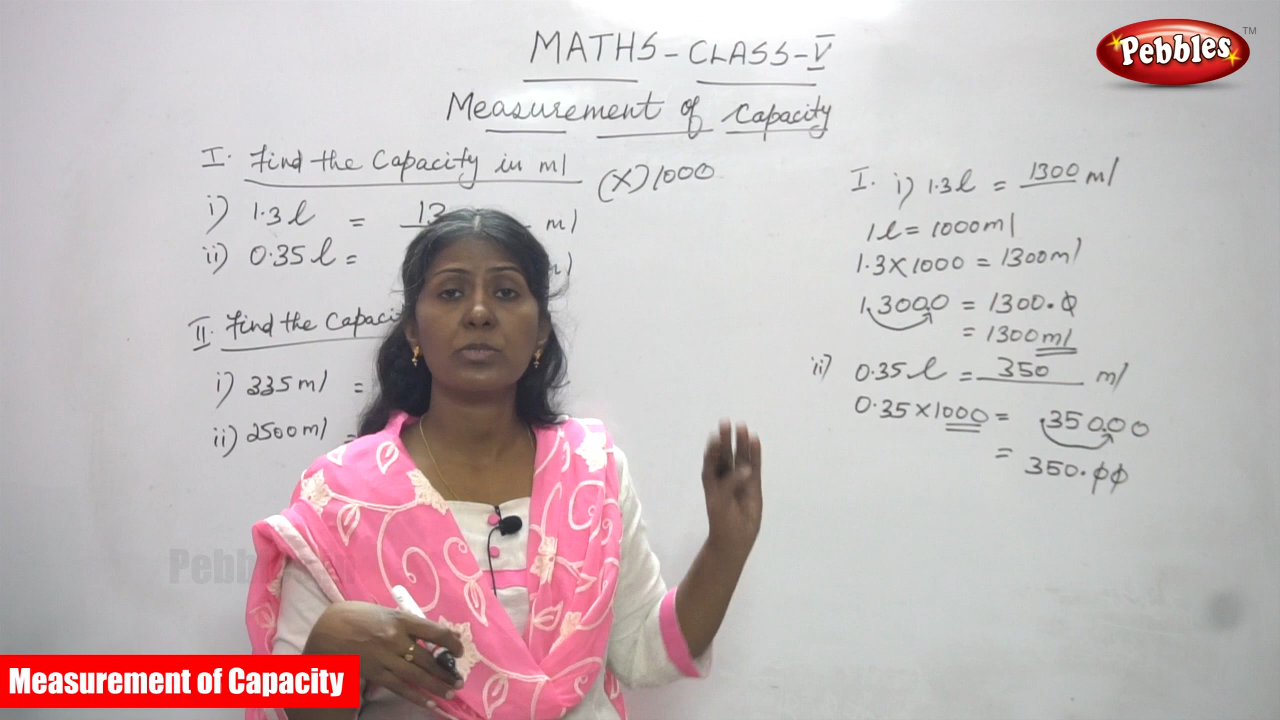 Pebbles TM
MATHS - CLASS - V
Measurement of Capacity
I. Find the Capacity in ml (×) 1000
i) 1.3 l = 13 ml
ii) 0.35 l =
II. Find the
i) 335 ml =
ii) 2500 ml =
I. i) 1.3 l = 1300 ml
1 l = 1000 ml
1.3 × 1000 = 1300 ml
1.3000 = 1300.0
= 1300 ml
ii) 0.35 l = 350 ml
0.35 × 1000 = .35000
= 350.00
Measurement of Capacity